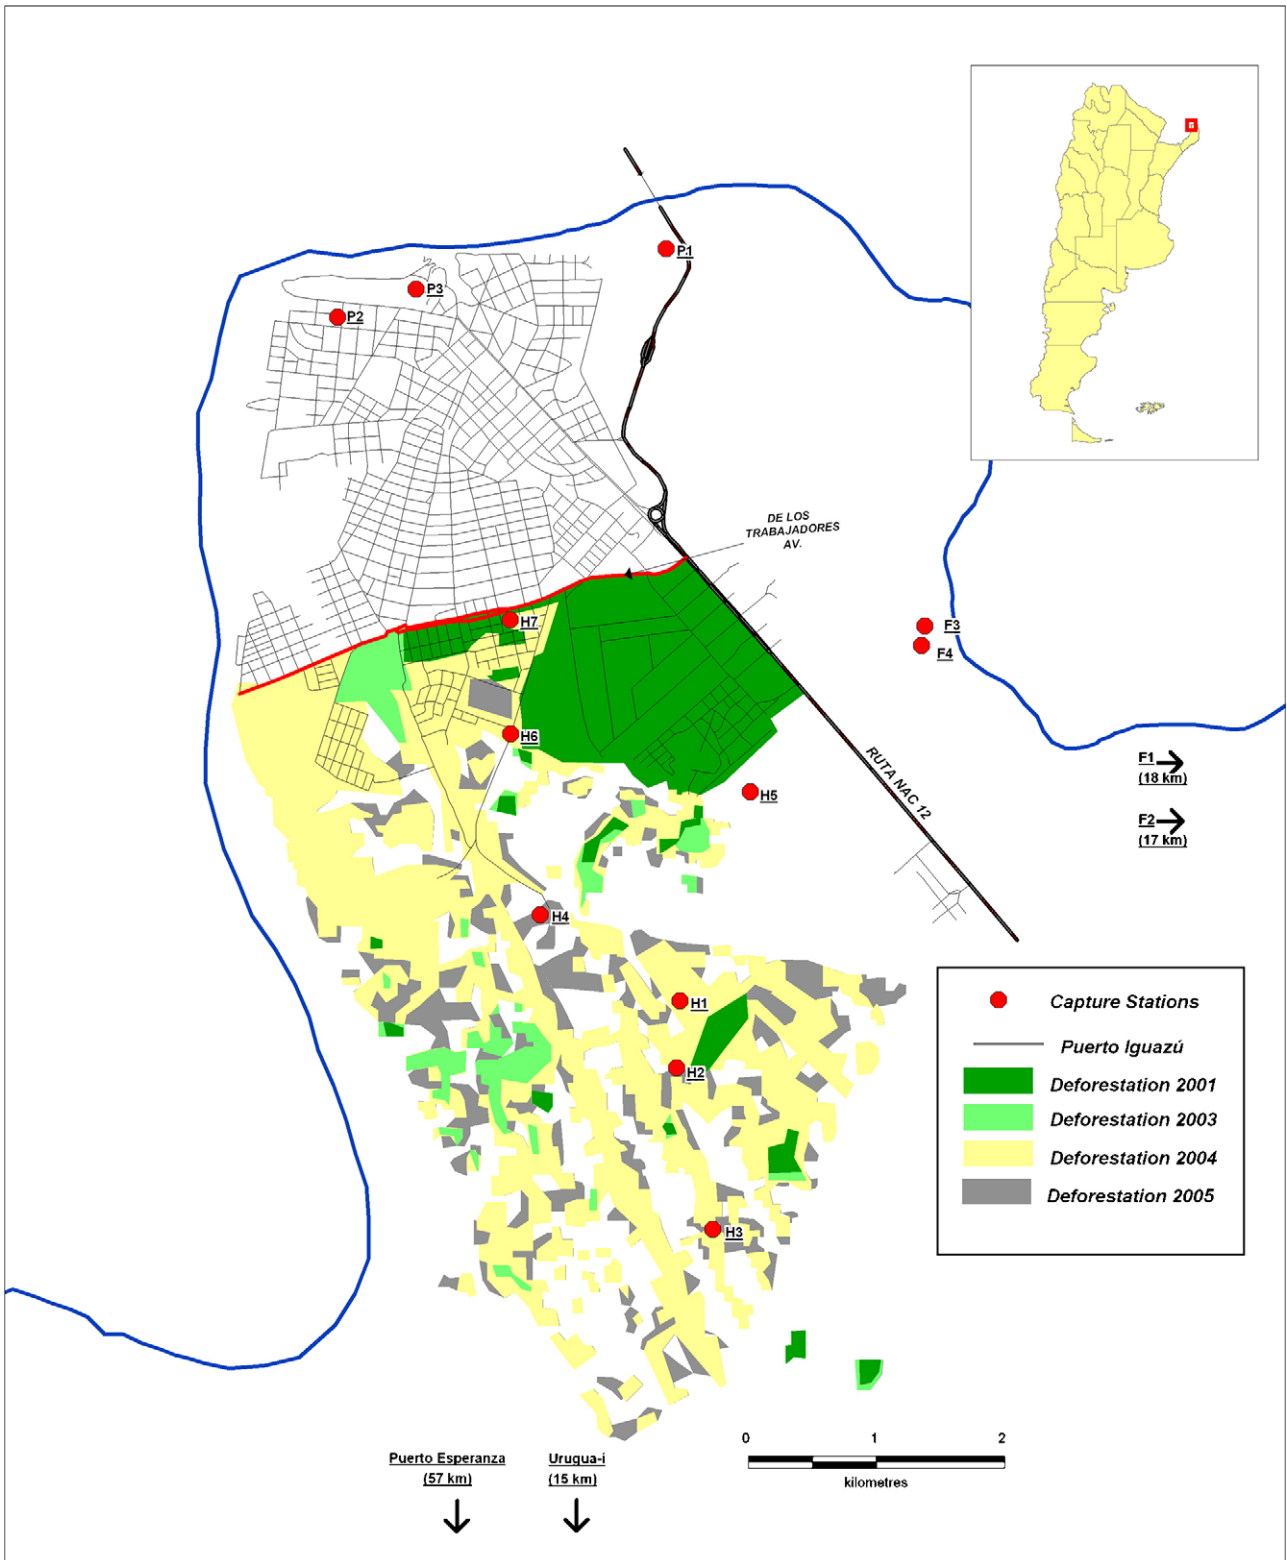 P1
P3
P2
DE LOS
TRABAJADORES
AV.
H7
F3
F4
H6
RUTA NAC 12
F1
(18 km)
H5
F2
(17 km)
H4
H1
H2
H3
Capture Stations
Puerto Iguazú
Deforestation 2001
Deforestation 2003
Deforestation 2004
Deforestation 2005
0 1 2
kilometres
Puerto Esperanza
(57 km)
Urugua-i
(15 km)